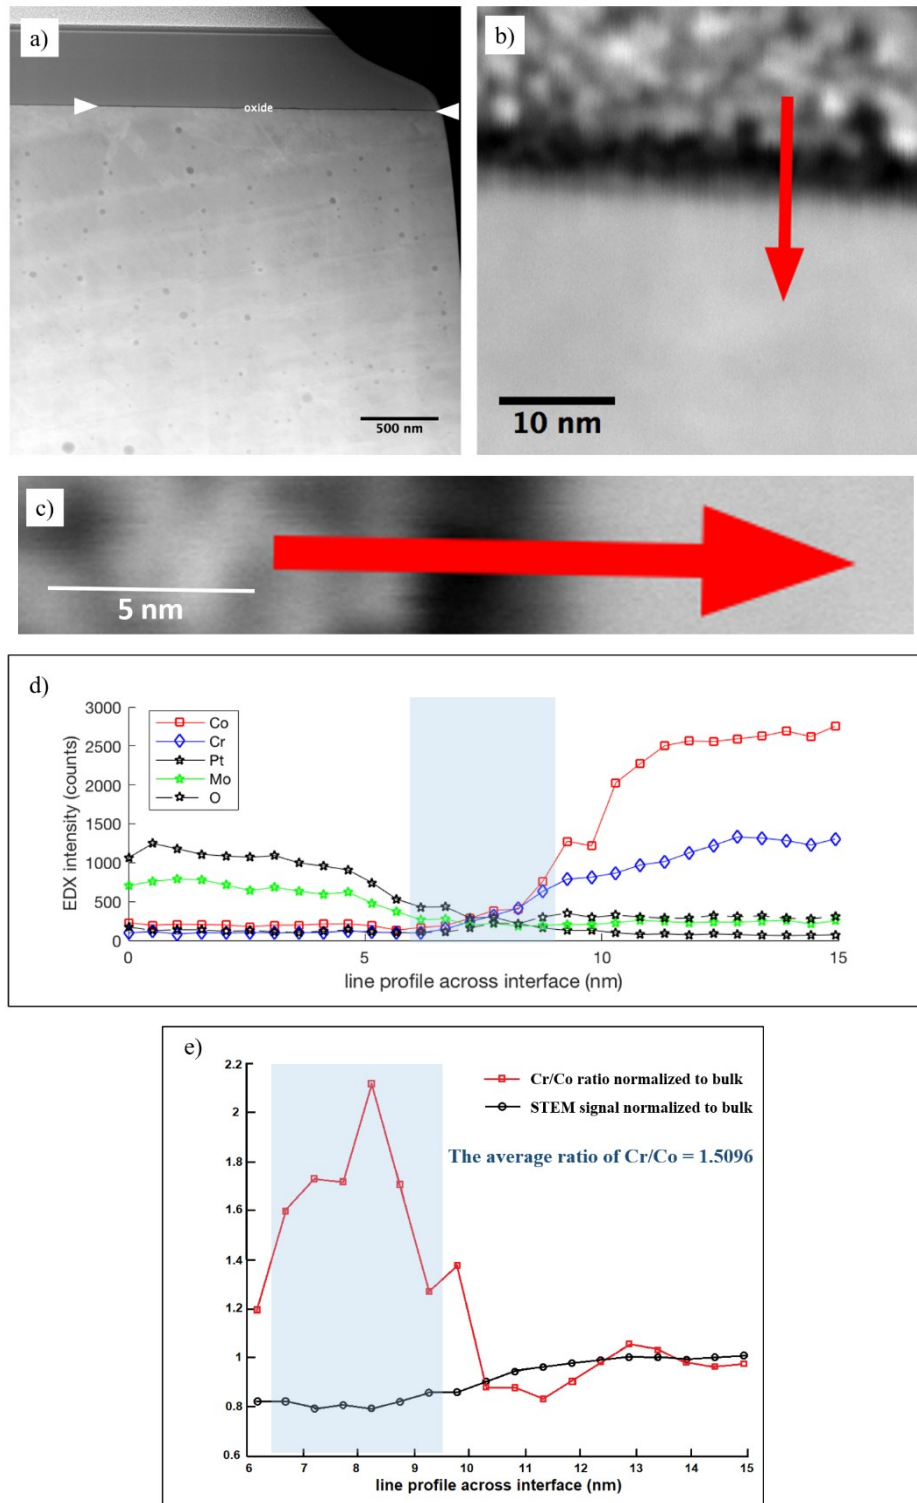 a)
oxide
500 nm
b)
10 nm
c)
5 nm
d)
3000
2500
2000
1500
1000
500
0
EDX intensity (counts)
Co
Cr
Pt
Mo
O
0 5 10 15
line profile across interface (nm)
e)
2.2
2
1.8
1.6
1.4
1.2
1
0.8
0.6
Cr/Co ratio normalized to bulk
STEM signal normalized to bulk
The average ratio of Cr/Co = 1.5096
6 7 8 9 10 11 12 13 14 15
line profile across interface (nm)